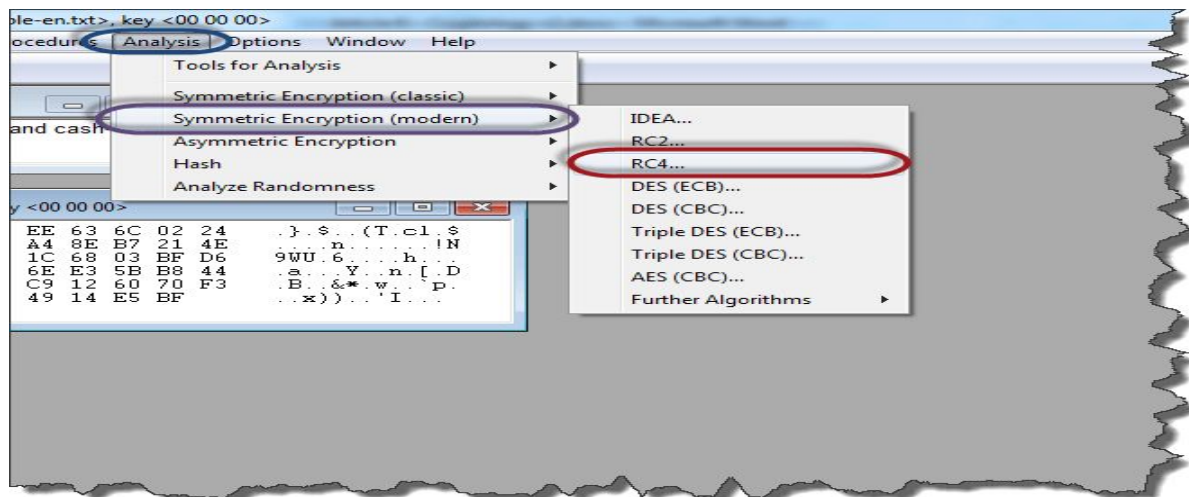 ple-en.txt>, key <00 00 00>
ocedures Analysis Options Window Help
Tools for Analysis
Symmetric Encryption (classic)
Symmetric Encryption (modern)
Asymmetric Encryption
Hash
Analyze Randomness
IDEA...
RC2...
RC4...
DES (ECB)...
DES (CBC)...
Triple DES (ECB)...
Triple DES (CBC)...
AES (CBC)...
Further Algorithms
and cash
y <00 00 00>
EE 63 6C 02 24 .}.$..(T.cl.$
A4 8E B7 21 4E ....n......!N
1C 68 03 BF D6 9WU.6....h...
6E E3 5B B8 44 .a...Y..n.[.D
C9 12 60 70 F3 .B..&*.w..`p.
49 14 E5 BF ..x))..'I...